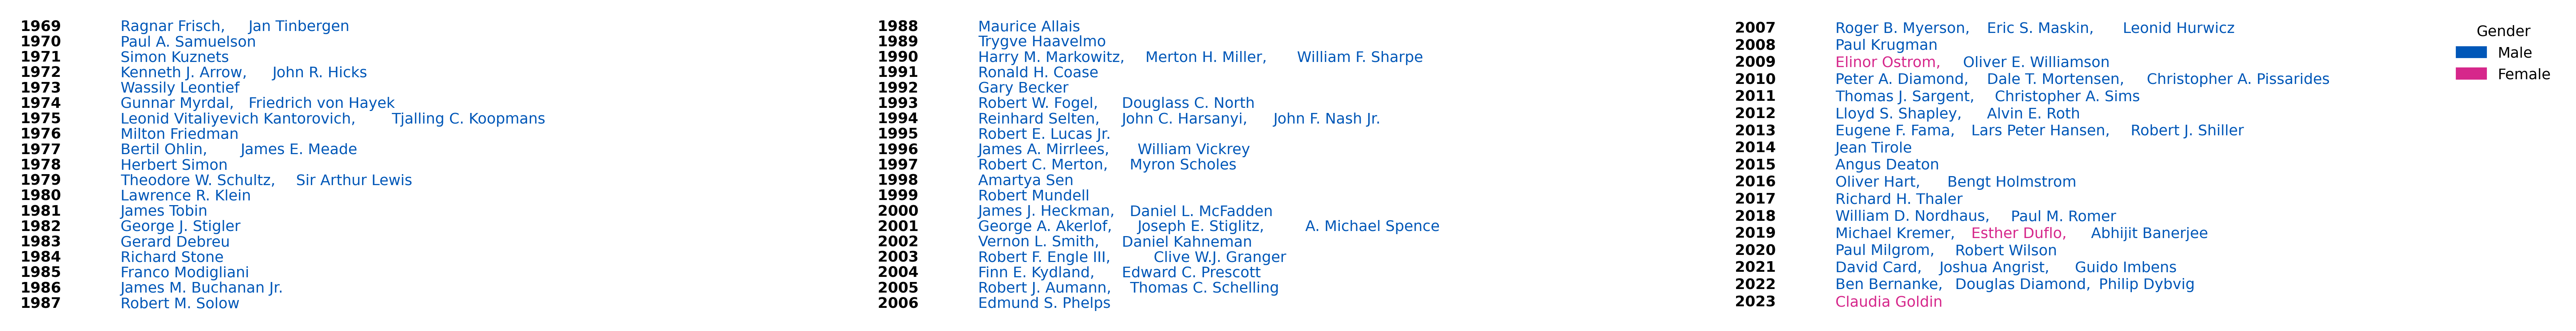 1969 Ragnar Frisch, Jan Tinbergen
1970 Paul A. Samuelson
1971 Simon Kuznets
1972 Kenneth J. Arrow, John R. Hicks
1973 Wassily Leontief
1974 Gunnar Myrdal, Friedrich von Hayek
1975 Leonid Vitaliyevich Kantorovich, Tjalling C. Koopmans
1976 Milton Friedman
1977 Bertil Ohlin, James E. Meade
1978 Herbert Simon
1979 Theodore W. Schultz, Sir Arthur Lewis
1980 Lawrence R. Klein
1981 James Tobin
1982 George J. Stigler
1983 Gerard Debreu
1984 Richard Stone
1985 Franco Modigliani
1986 James M. Buchanan Jr.
1987 Robert M. Solow
1988 Maurice Allais
1989 Trygve Haavelmo
1990 Harry M. Markowitz, Merton H. Miller, William F. Sharpe
1991 Ronald H. Coase
1992 Gary Becker
1993 Robert W. Fogel, Douglass C. North
1994 Reinhard Selten, John C. Harsanyi, John F. Nash Jr.
1995 Robert E. Lucas Jr.
1996 James A. Mirrlees, William Vickrey
1997 Robert C. Merton, Myron Scholes
1998 Amartya Sen
1999 Robert Mundell
2000 James J. Heckman, Daniel L. McFadden
2001 George A. Akerlof, Joseph E. Stiglitz, A. Michael Spence
2002 Vernon L. Smith, Daniel Kahneman
2003 Robert F. Engle III, Clive W.J. Granger
2004 Finn E. Kydland, Edward C. Prescott
2005 Robert J. Aumann, Thomas C. Schelling
2006 Edmund S. Phelps
2007 Roger B. Myerson, Eric S. Maskin, Leonid Hurwicz
2008 Paul Krugman
2009 Elinor Ostrom, Oliver E. Williamson
2010 Peter A. Diamond, Dale T. Mortensen, Christopher A. Pissarides
2011 Thomas J. Sargent, Christopher A. Sims
2012 Lloyd S. Shapley, Alvin E. Roth
2013 Eugene F. Fama, Lars Peter Hansen, Robert J. Shiller
2014 Jean Tirole
2015 Angus Deaton
2016 Oliver Hart, Bengt Holmstrom
2017 Richard H. Thaler
2018 William D. Nordhaus, Paul M. Romer
2019 Michael Kremer, Esther Duflo, Abhijit Banerjee
2020 Paul Milgrom, Robert Wilson
2021 David Card, Joshua Angrist, Guido Imbens
2022 Ben Bernanke, Douglas Diamond, Philip Dybvig
2023 Claudia Goldin
Gender
Male
Female